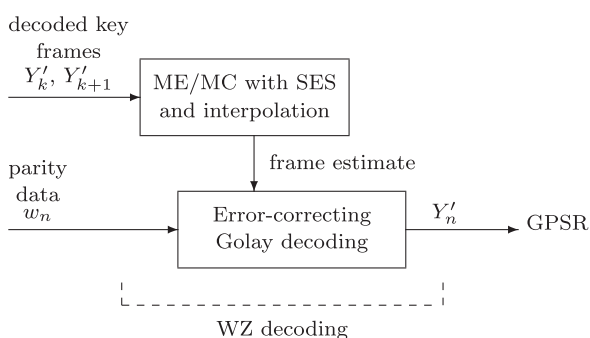 decoded key
frames
Y′k, Y′k+1
ME/MC with SES
and interpolation
frame estimate
parity
data
wn
Error-correcting
Golay decoding
Y′n
GPSR
WZ decoding